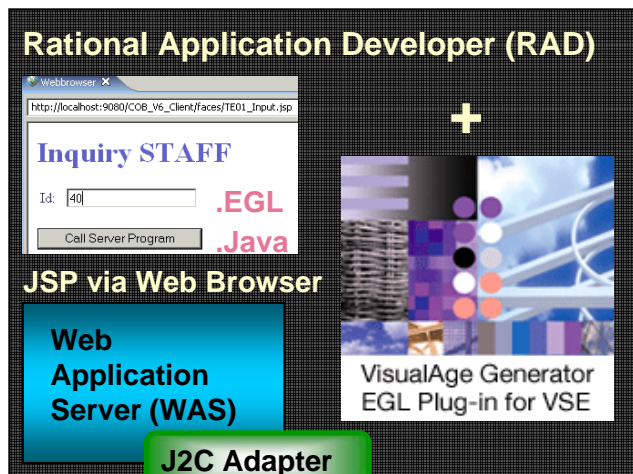 Rational Application Developer (RAD)
Webbrowser X
http://localhost:9080/COB_V6_Client/faces/TE01_Input.jsp
+
Inquiry STAFF
Id: 40
.EGL
Call Server Program
.Java
JSP via Web Browser
Web
Application
Server (WAS)
VisualAge Generator
EGL Plug-in for VSE
J2C Adapter